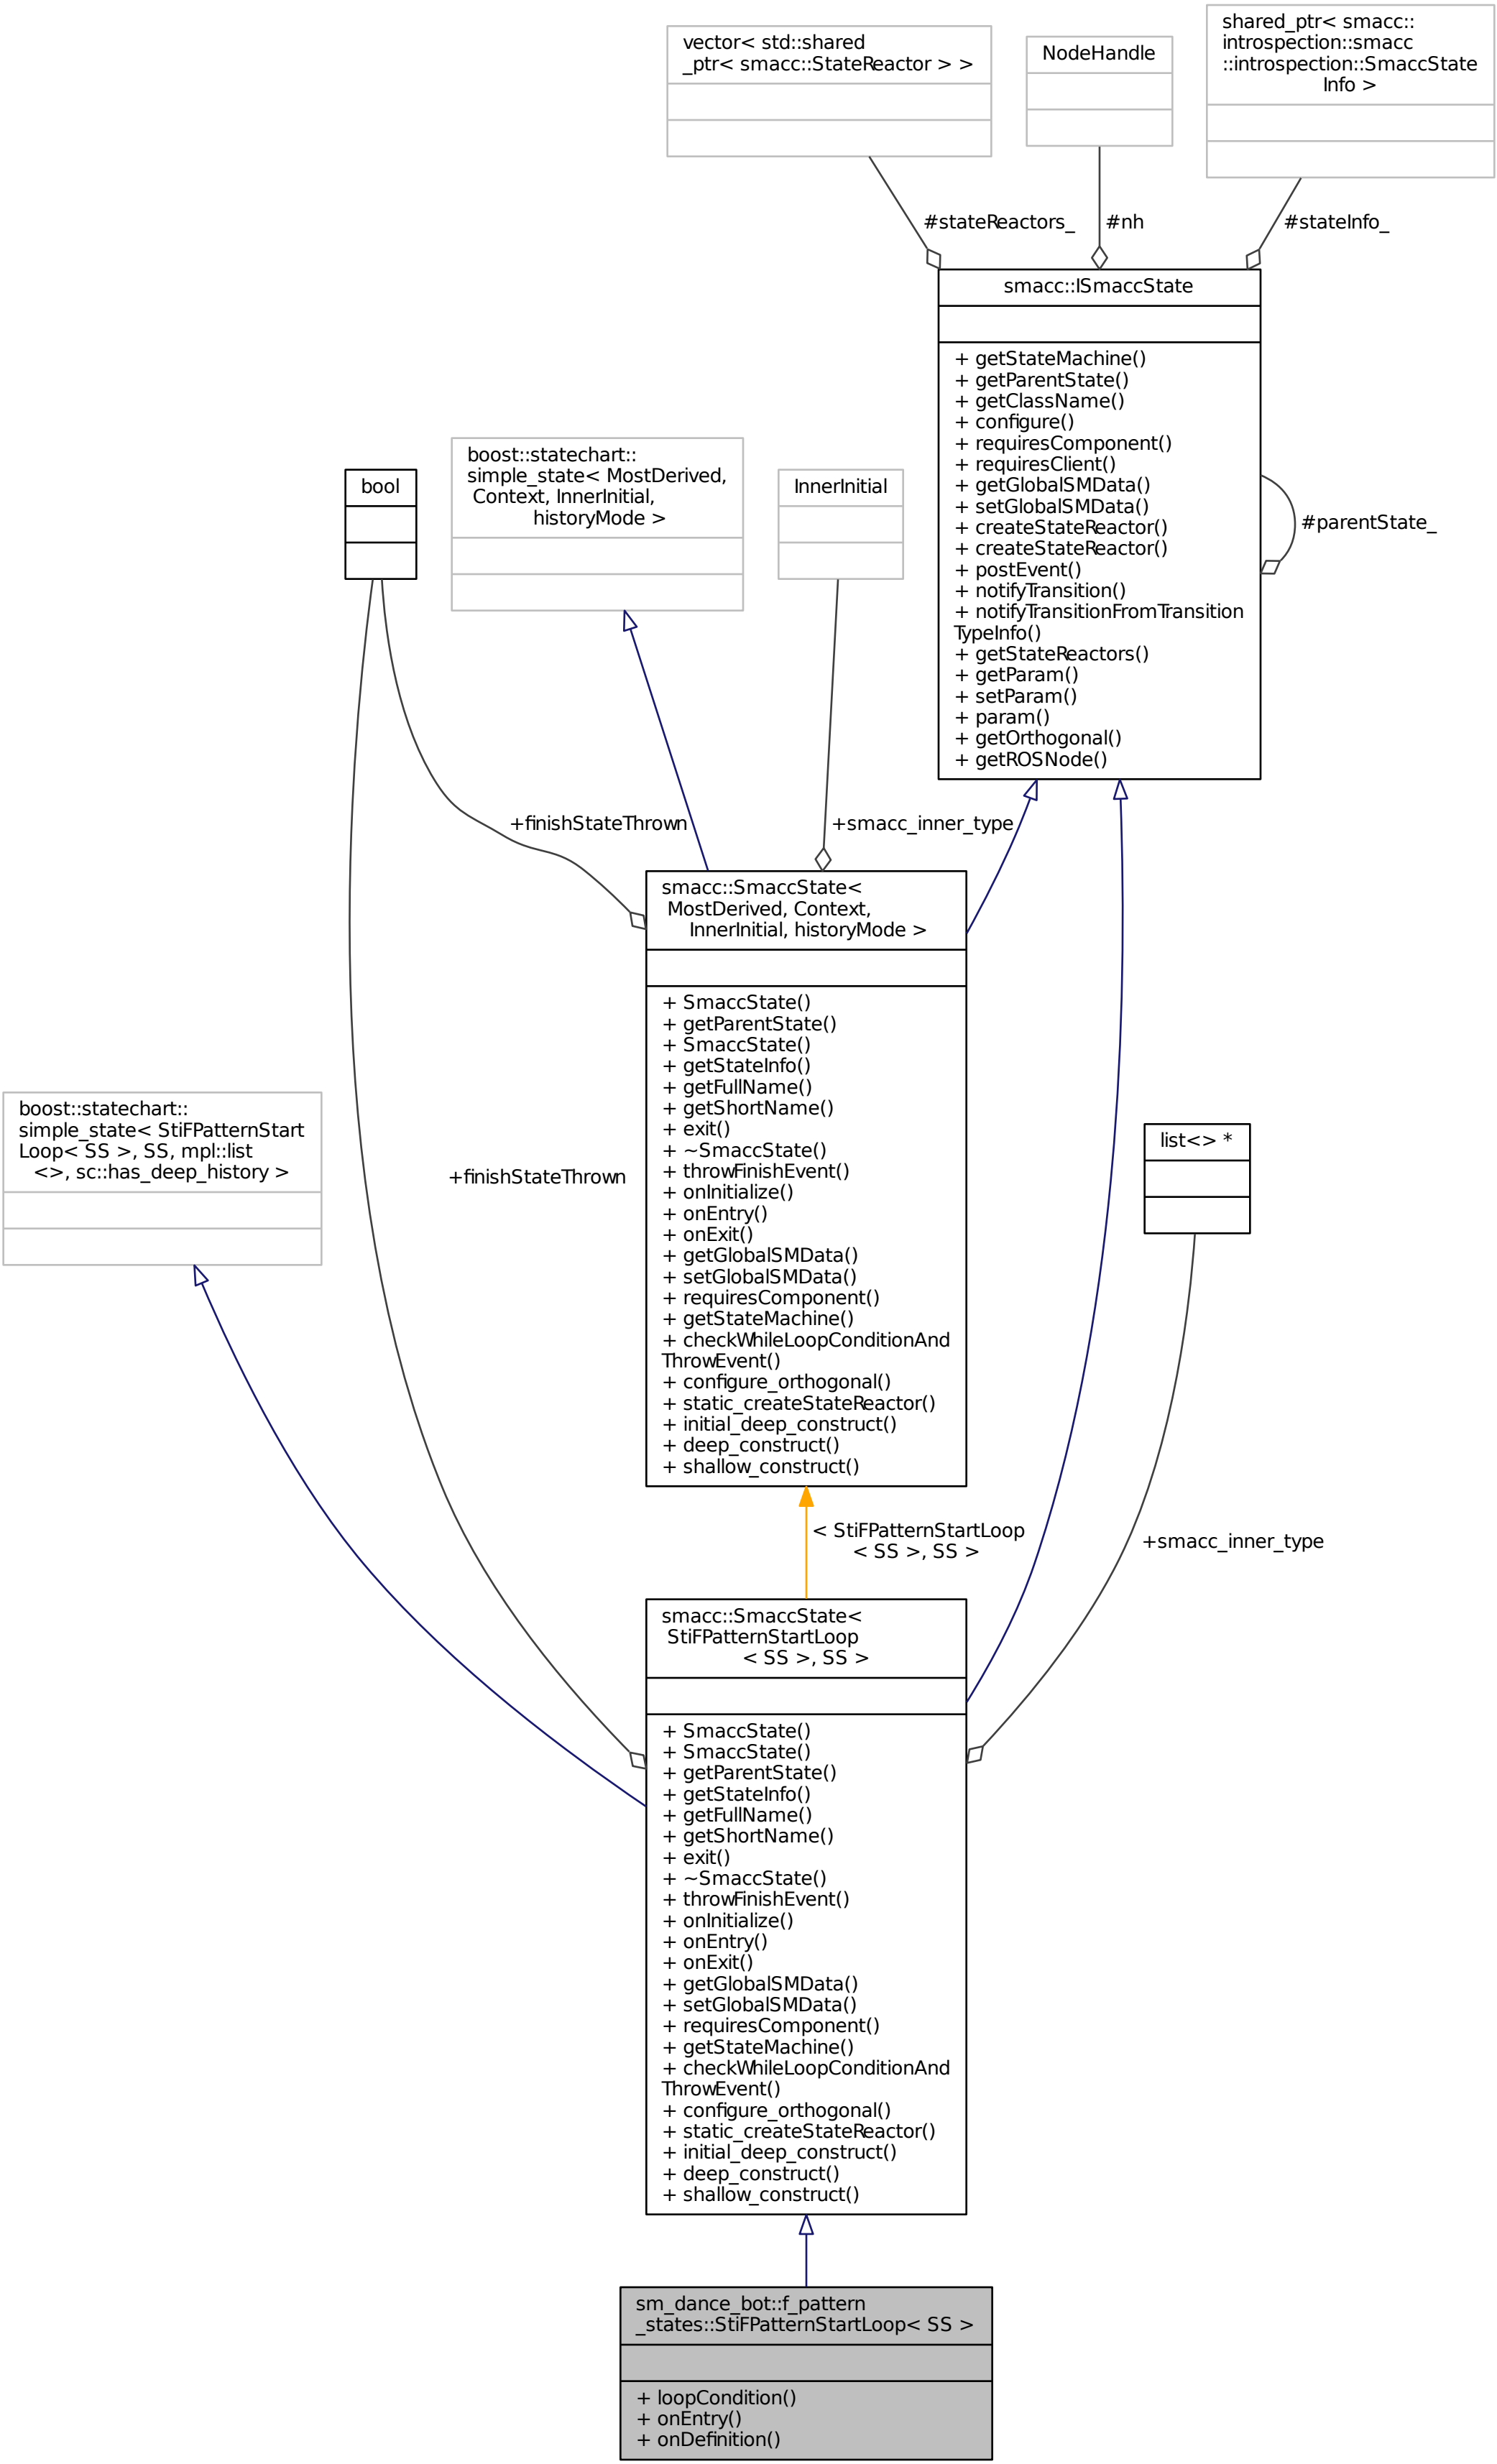 shared_ptr< smacc::
introspection::smacc
::introspection::SmaccState
Info >
vector< std::shared
_ptr< smacc::StateReactor > >
NodeHandle
#stateReactors_
#nh
#stateInfo_
smacc::ISmaccState
+ getStateMachine()
+ getParentState()
+ getClassName()
+ configure()
+ requiresComponent()
+ requiresClient()
+ getGlobalSMData()
+ setGlobalSMData()
+ createStateReactor()
+ createStateReactor()
+ postEvent()
+ notifyTransition()
+ notifyTransitionFromTransition
TypeInfo()
+ getStateReactors()
+ getParam()
+ setParam()
+ param()
+ getOrthogonal()
+ getROSNode()
#parentState_
bool
boost::statechart::
simple_state< MostDerived,
Context, InnerInitial,
historyMode >
InnerInitial
+finishStateThrown
+smacc_inner_type
smacc::SmaccState<
MostDerived, Context,
InnerInitial, historyMode >
+ SmaccState()
+ getParentState()
+ SmaccState()
+ getStateInfo()
+ getFullName()
+ getShortName()
+ exit()
+ ~SmaccState()
+ throwFinishEvent()
+ onInitialize()
+ onEntry()
+ onExit()
+ getGlobalSMData()
+ setGlobalSMData()
+ requiresComponent()
+ getStateMachine()
+ checkWhileLoopConditionAnd
ThrowEvent()
+ configure_orthogonal()
+ static_createStateReactor()
+ initial_deep_construct()
+ deep_construct()
+ shallow_construct()
boost::statechart::
simple_state< StiFPatternStart
Loop< SS >, SS, mpl::list
<>, sc::has_deep_history >
+finishStateThrown
list<> *
< StiFPatternStartLoop
< SS >, SS >
+smacc_inner_type
smacc::SmaccState<
StiFPatternStartLoop
< SS >, SS >
+ SmaccState()
+ SmaccState()
+ getParentState()
+ getStateInfo()
+ getFullName()
+ getShortName()
+ exit()
+ ~SmaccState()
+ throwFinishEvent()
+ onInitialize()
+ onEntry()
+ onExit()
+ getGlobalSMData()
+ setGlobalSMData()
+ requiresComponent()
+ getStateMachine()
+ checkWhileLoopConditionAnd
ThrowEvent()
+ configure_orthogonal()
+ static_createStateReactor()
+ initial_deep_construct()
+ deep_construct()
+ shallow_construct()
sm_dance_bot::f_pattern
_states::StiFPatternStartLoop< SS >
+ loopCondition()
+ onEntry()
+ onDefinition()